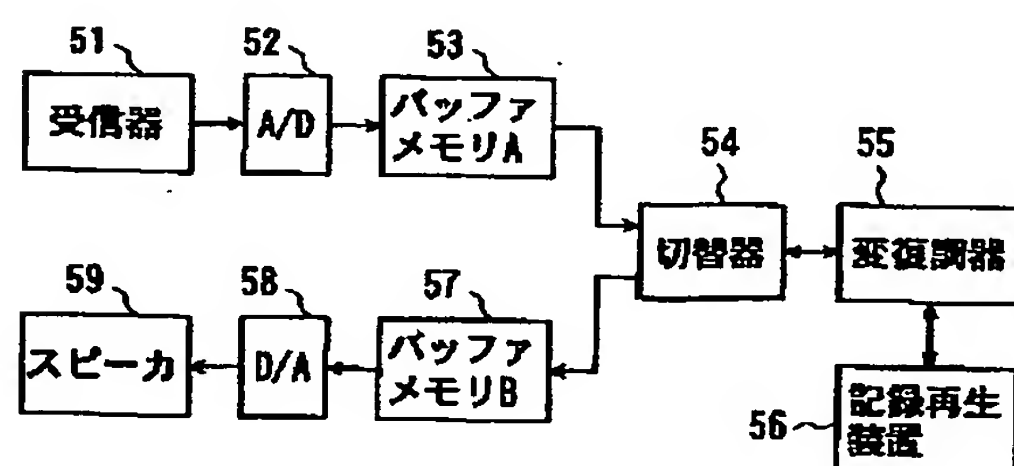 51
52
53
受信器
A/D
バッファ
メモリA
54
55
切替器
変復調器
59
58
57
スピーカ
D/A
バッファ
メモリB
56
記録再生
装置